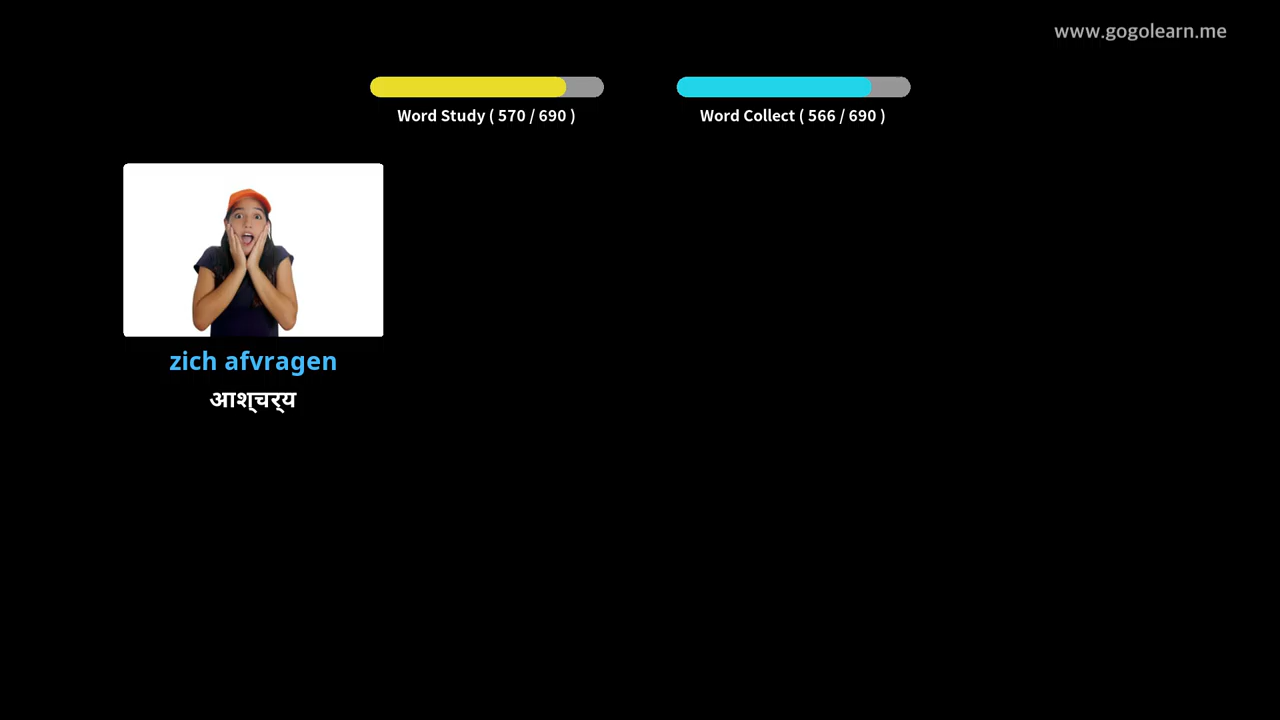 www.gogolearn.me
Word Study ( 570 / 690 )
Word Collect ( 566 / 690 )
zich afvragen
आश्चर्य